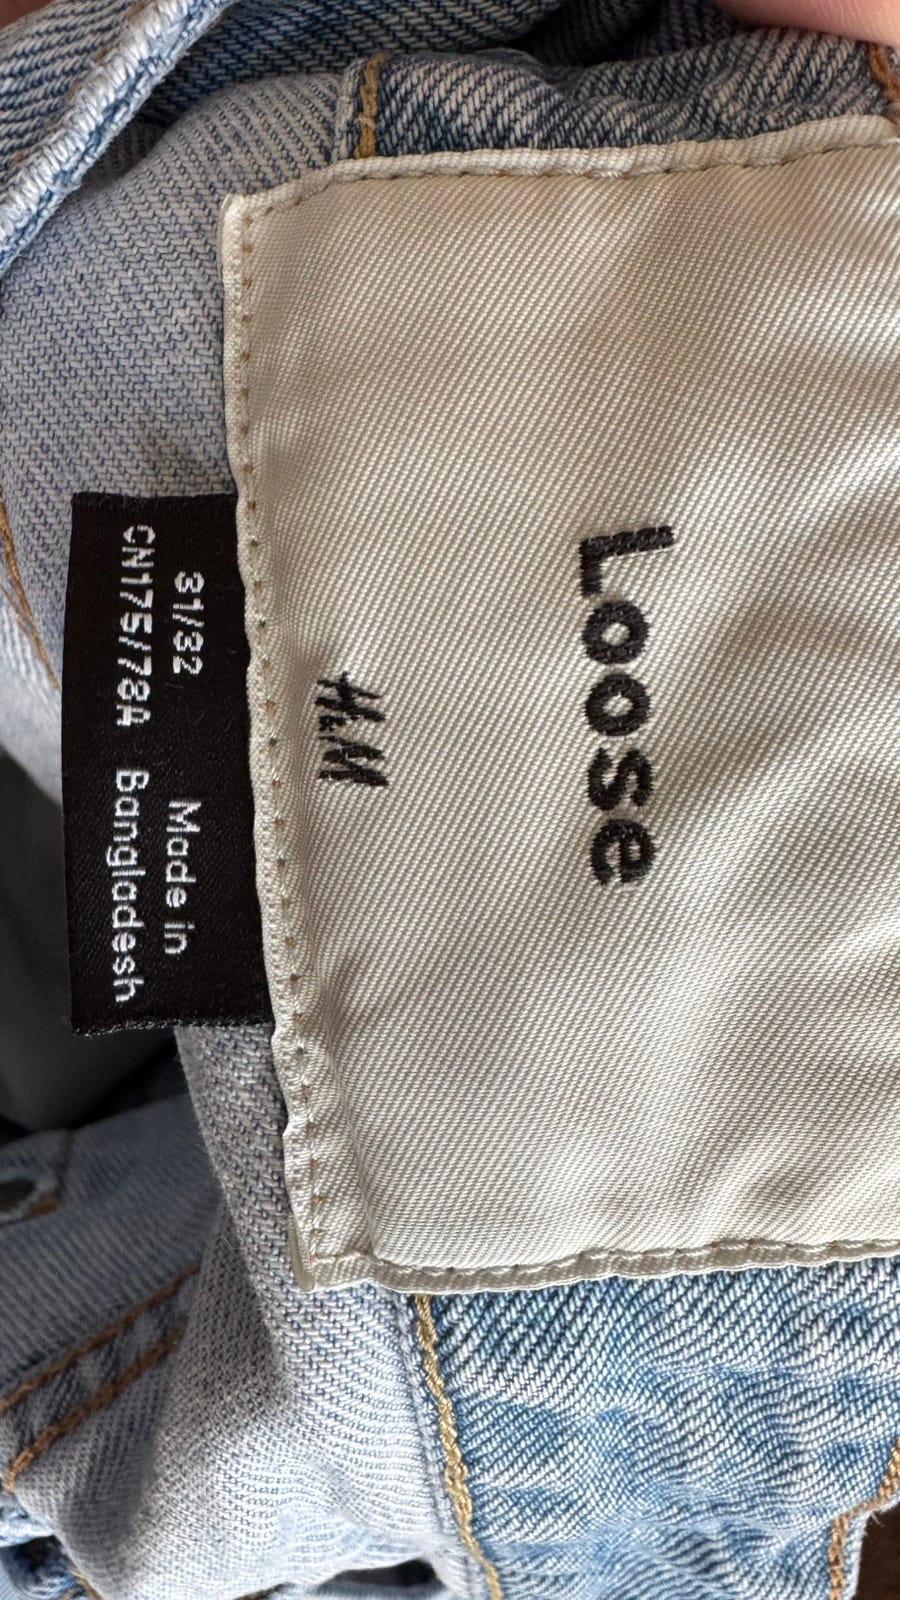 Loose
H&M
31/32 Made in
CN175/78A Bangladesh